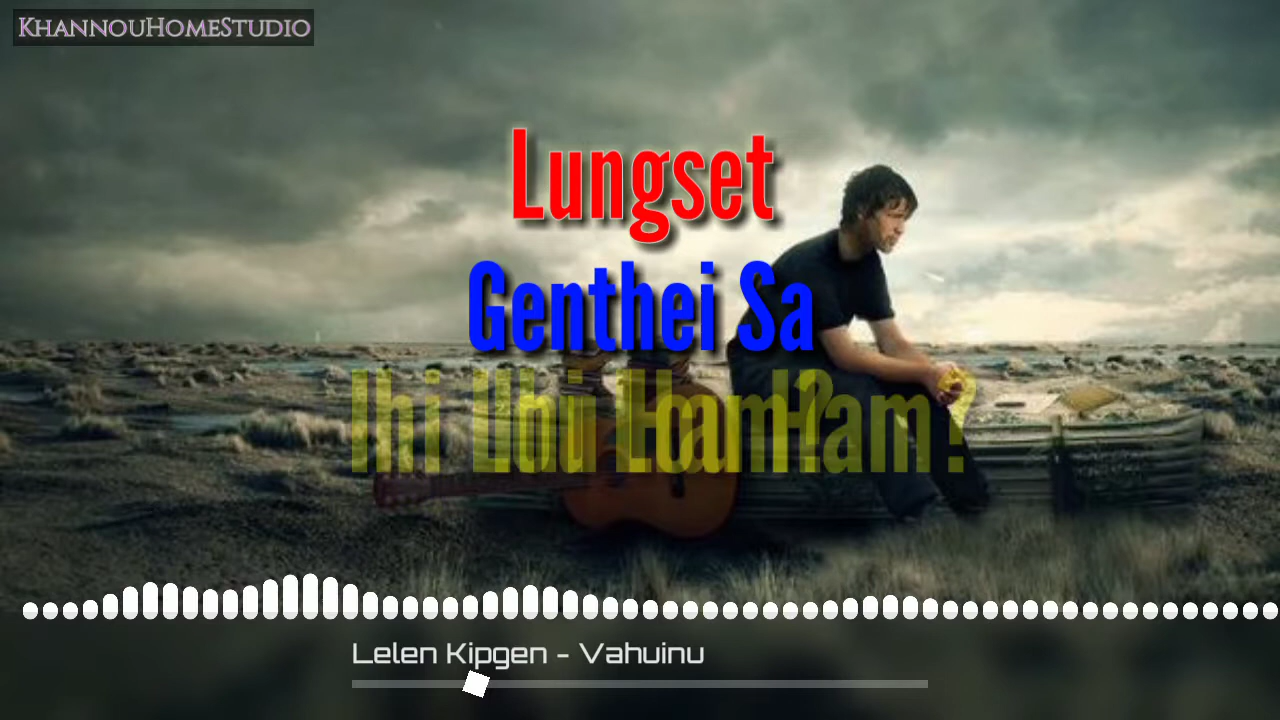 KhannouHomeStudio
Lungset
Genthei Sa
Lelen Kipgen - Vahuinu